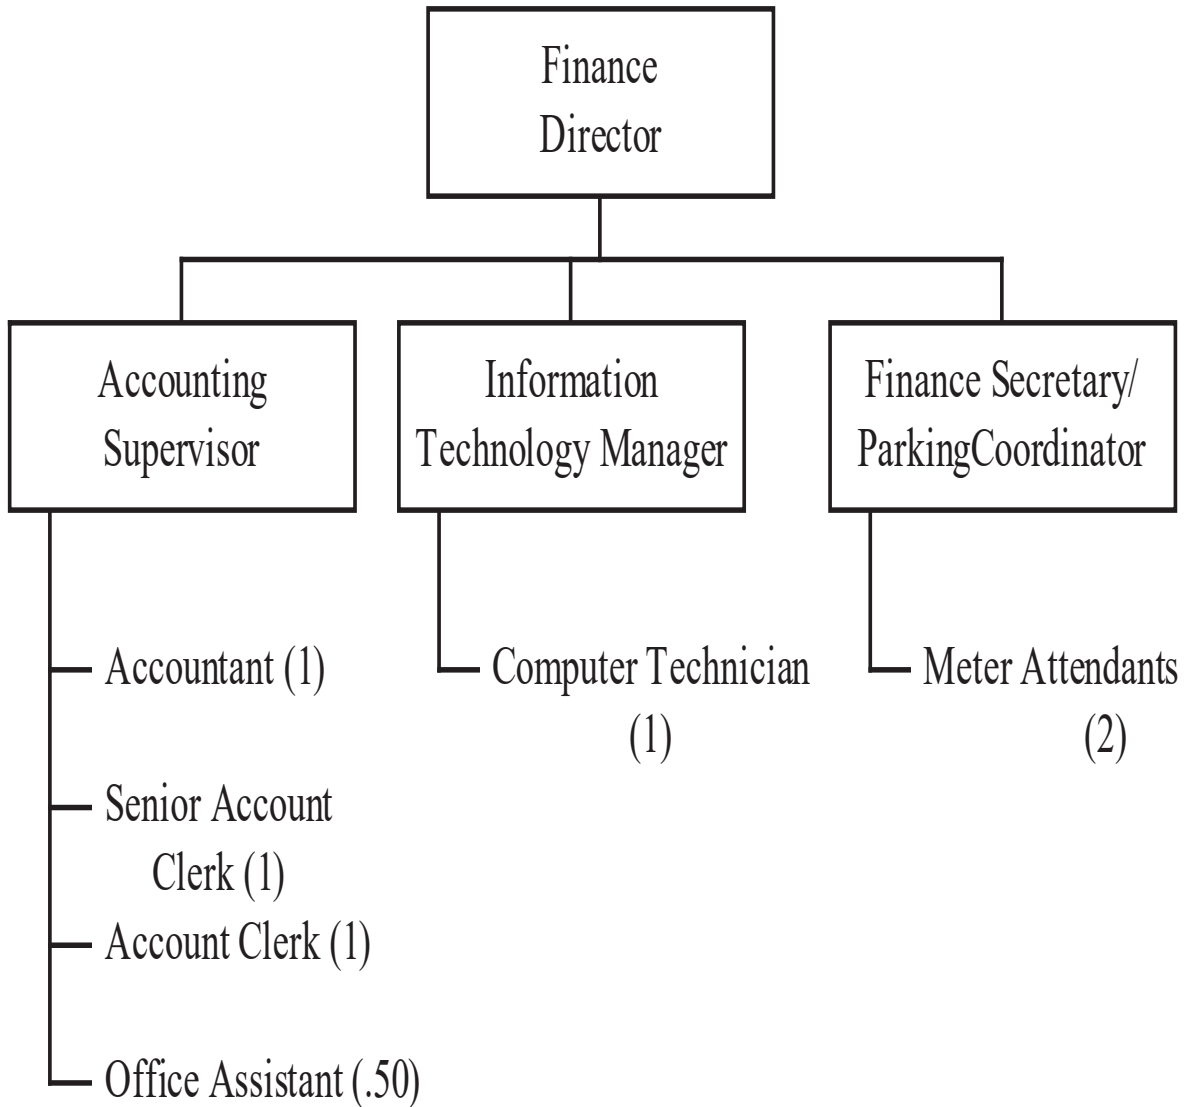 Finance
Director
Accounting
Supervisor
Information
Technology Manager
Finance Secretary/
ParkingCoordinator
Accountant (1)
Senior Account
Clerk (1)
Account Clerk (1)
Office Assistant (.50)
Computer Technician
(1)
Meter Attendants
(2)